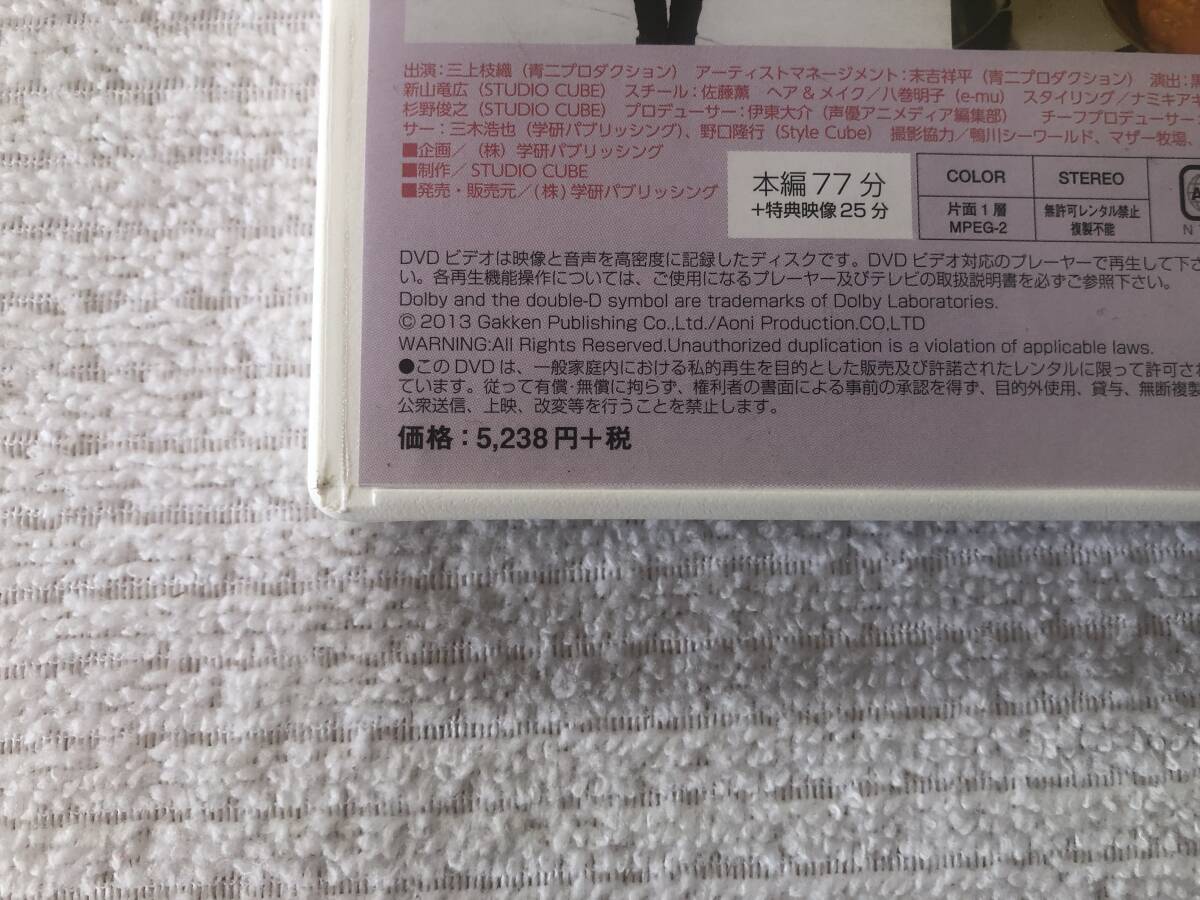 出演:三上枝織（青二プロダクション） アーティストマネージメント:末吉祥平（青二プロダクション） 演出:
新山竜広（STUDIO CUBE） スチール:佐藤薫 ヘア＆メイク／八巻明子（e-mu） スタイリング／ナミキアキ
杉野俊之（STUDIO CUBE） プロデューサー:伊東大介（声優アニメディア編集部） チーフプロデューサー
サー:三木浩也（学研パブリッシング）、野口隆行（Style Cube） 撮影協力／鴨川シーワールド、マザー牧場、
■企画／（株）学研パブリッシング
■制作／STUDIO CUBE
■発売・販売元／（株）学研パブリッシング
本編77分
+特典映像25分
COLOR
STEREO
片面1層
MPEG-2
無許可レンタル禁止
複製不能
N
DVDビデオは映像と音声を高密度に記録したディスクです。DVDビデオ対応のプレーヤーで再生して下さ
い。各再生機能操作については、ご使用になるプレーヤー及びテレビの取扱説明書を必ずご参照下さい。
Dolby and the double-D symbol are trademarks of Dolby Laboratories.
© 2013 Gakken Publishing Co.,Ltd./Aoni Production.CO.LTD
WARNING:All Rights Reserved.Unauthorized duplication is a violation of applicable laws.
●このDVDは、一般家庭内における私的再生を目的とした販売及び許諾されたレンタルに限って許可され
ています。従って有償・無償に拘らず、権利者の書面による事前の承認を得ず、目的外使用、貸与、無断複製
公衆送信、上映、改変等を行うことを禁止します。
価格:5,238円+税